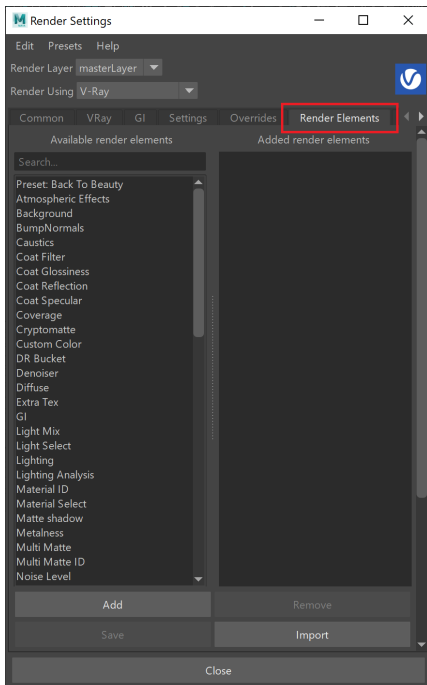 Render Settings
Edit Presets Help
Render Layer masterLayer
Render Using V-Ray
Common VRay GI Settings Overrides Render Elements
Available render elements Added render elements
Search...
Preset: Back To Beauty
Atmospheric Effects
Background
BumpNormals
Caustics
Coat Filter
Coat Glossiness
Coat Reflection
Coat Specular
Coverage
Cryptomatte
Custom Color
DR Bucket
Denoiser
Diffuse
Extra Tex
GI
Light Mix
Light Select
Lighting
Lighting Analysis
Material ID
Material Select
Matte shadow
Metalness
Multi Matte
Multi Matte ID
Noise Level
Add Remove
Save Import
Close